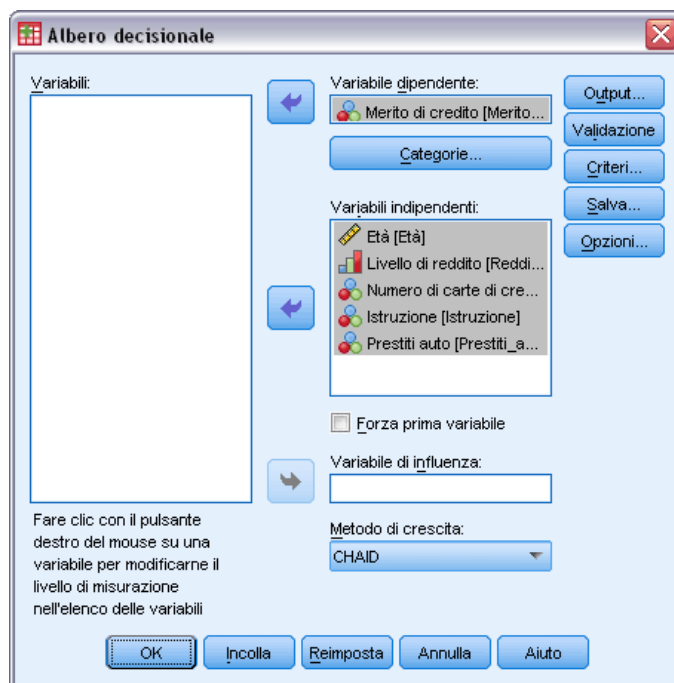 Albero decisionale
Variabili:
Variabile dipendente:
Merito di credito [Merito...
Categorie...
Variabili indipendenti:
Età [Età]
Livello di reddito [Reddi...
Numero di carte di cre...
Istruzione [Istruzione]
Prestiti auto [Prestiti_a...
Forza prima variabile
Variabile di influenza:
Metodo di crescita:
CHAID
Output...
Validazione
Criteri...
Salva...
Opzioni...
Fare clic con il pulsante
destro del mouse su una
variabile per modificarne il
livello di misurazione
nell'elenco delle variabili
OK
Incolla
Reimposta
Annulla
Aiuto